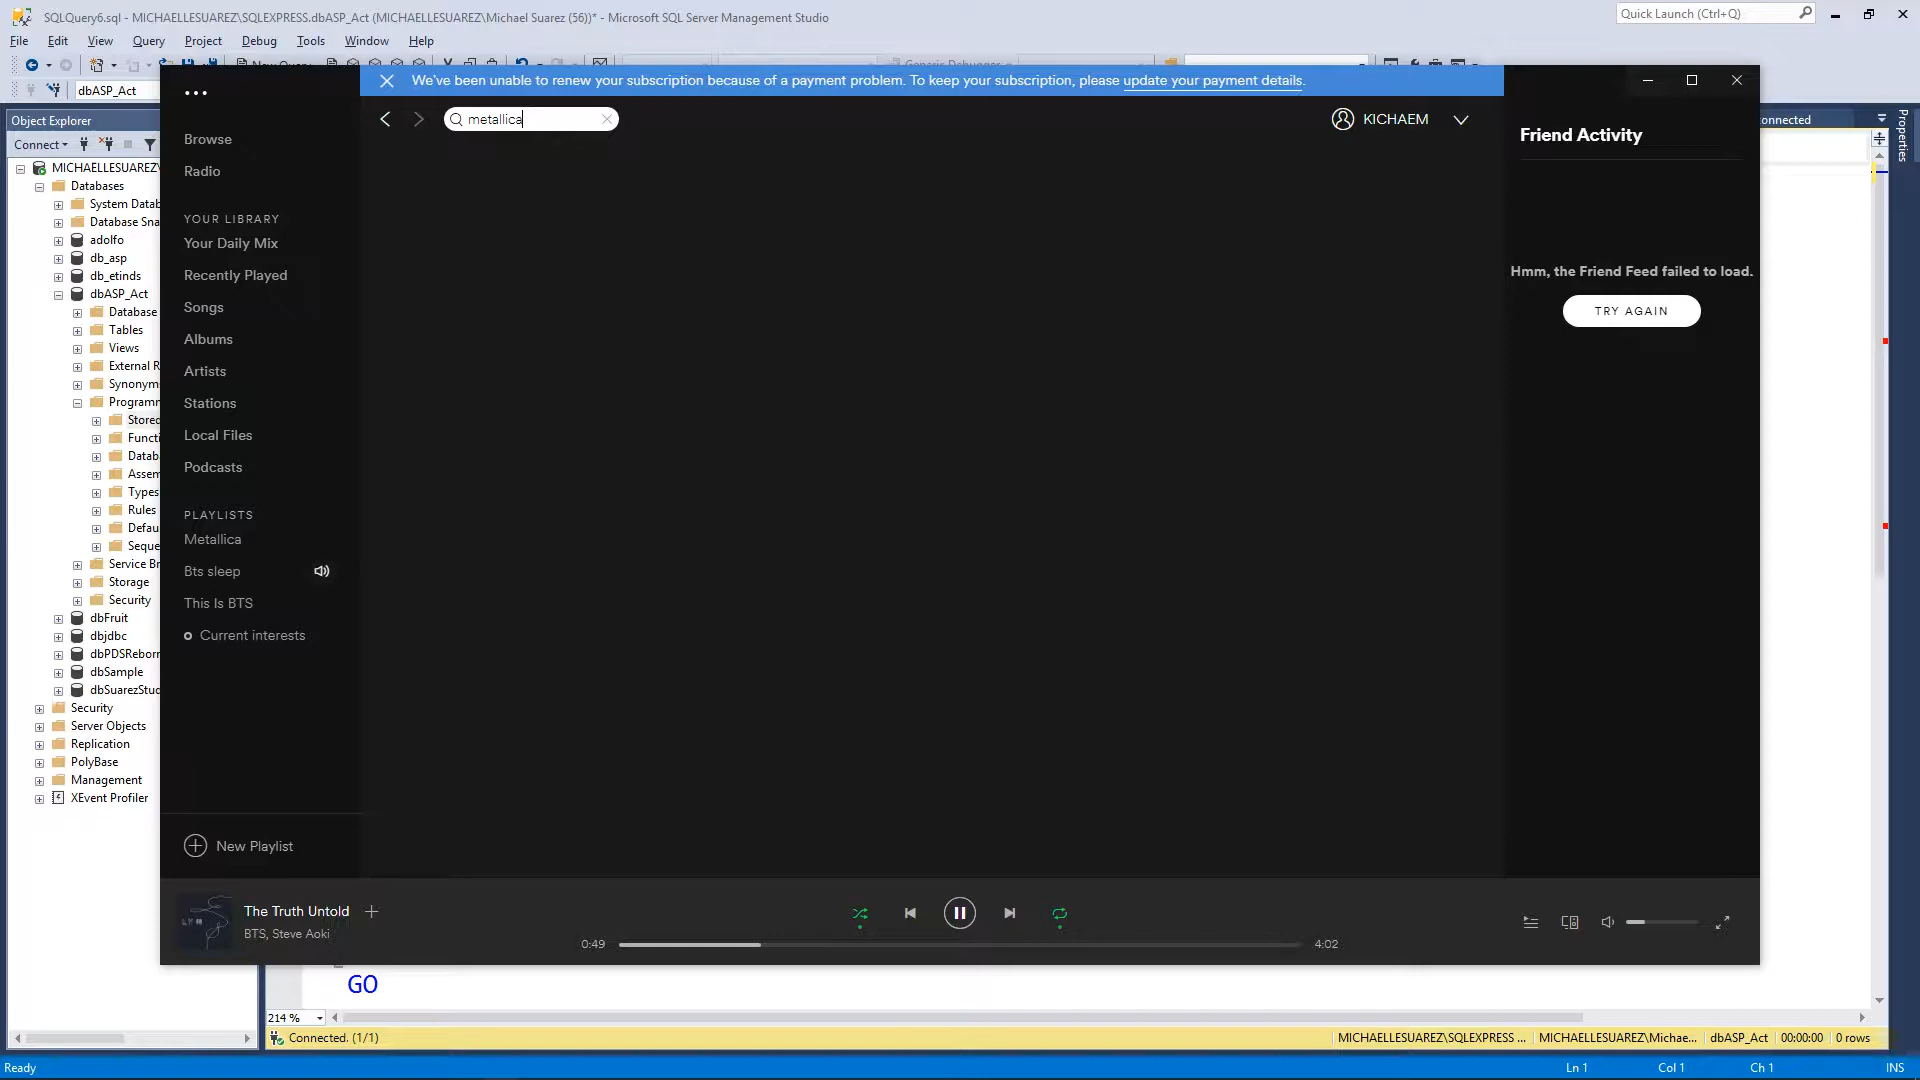 SQLQuery6.sql - MICHAELLESUAREZ\SQLEXPRESS.dbASP_Act (MICHAELLESUAREZ\Michael Suarez (56))* - Microsoft SQL Server Management Studio
Quick Launch (Ctrl+Q)
File Edit View Query Project Debug Tools Window Help
New Query
Generic Debugger
dbASP_Act
Object Explorer
Connect
MICHAELLESUAREZ\
Databases
System Datab
Database Sna
adolfo
db_asp
db_etinds
dbASP_Act
Database
Tables
Views
External R
Synonym
Programm
Stored
Functi
Datab
Assem
Types
Rules
Defau
Seque
Service Br
Storage
Security
dbFruit
dbjdbc
dbPDSReborn
dbSample
dbSuarezStud
Security
Server Objects
Replication
PolyBase
Management
XEvent Profiler
We've been unable to renew your subscription because of a payment problem. To keep your subscription, please update your payment details.
metallica
KICHAEM
Browse
Radio
YOUR LIBRARY
Your Daily Mix
Recently Played
Songs
Albums
Artists
Stations
Local Files
Podcasts
PLAYLISTS
Metallica
Bts sleep
This Is BTS
Current interests
New Playlist
Friend Activity
Hmm, the Friend Feed failed to load.
TRY AGAIN
onnected
Properties
The Truth Untold
BTS, Steve Aoki
0:49
4:02
GO
214 %
Connected. (1/1)
MICHAELLESUAREZ\SQLEXPRESS ... MICHAELLESUAREZ\Michae... dbASP_Act 00:00:00 0 rows
Ready
Ln 1 Col 1 Ch 1 INS